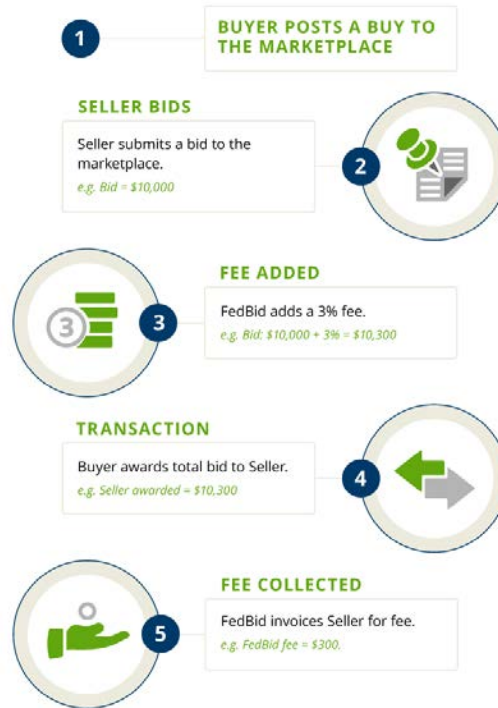 1
BUYER POSTS A BUY TO
THE MARKETPLACE
SELLER BIDS
Seller submits a bid to the
marketplace.
e.g. Bid = $10,000
2
FEE ADDED
3
3
FedBid adds a 3% fee.
e.g. Bid: $10,000 + 3% = $10,300
TRANSACTION
Buyer awards total bid to Seller.
e.g. Seller awarded = $10,300
4
FEE COLLECTED
5
FedBid invoices Seller for fee.
e.g. FedBid fee = $300.